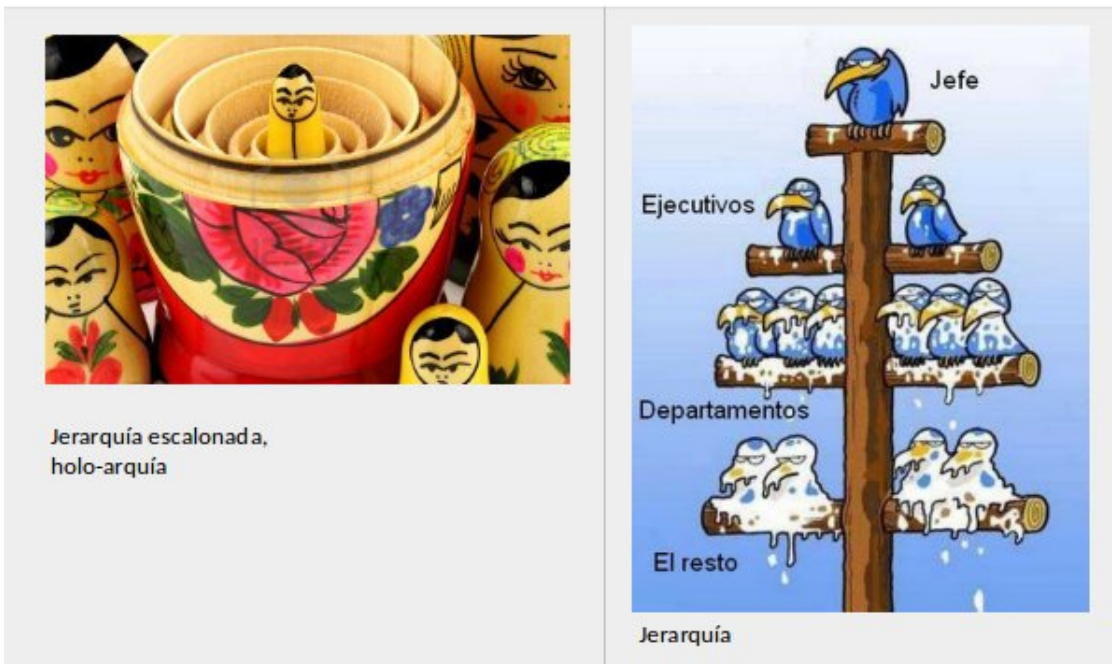 Jerarquía escalonada,
holo-arquía
Jefe
Ejecutivos
Departamentos
El resto
Jerarquía